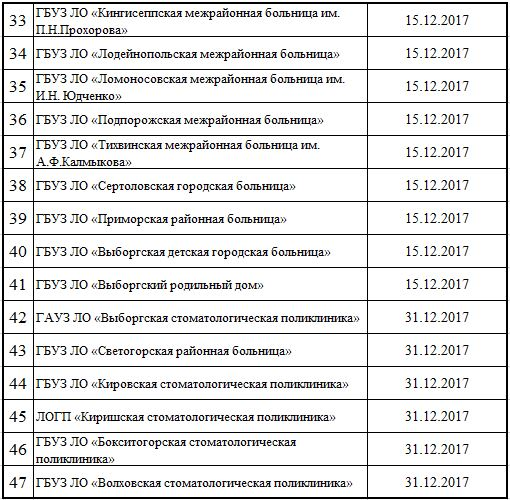 33 ГБУЗ ЛО «Кингисеппская межрайонная больница им. 15.12.2017
П.Н.Прохорова»
34 ГБУЗ ЛО «Лодейнопольская межрайонная больница» 15.12.2017
35 ГБУЗ ЛО «Ломоносовская межрайонная больница им. 15.12.2017
И.Н. Юдченко»
36 ГБУЗ ЛО «Подпорожская межрайонная больница» 15.12.2017
37 ГБУЗ ЛО «Тихвинская межрайонная больница им. 15.12.2017
А.Ф.Калмыкова»
38 ГБУЗ ЛО «Сертоловская городская больница» 15.12.2017
39 ГБУЗ ЛО «Приморская районная больница» 15.12.2017
40 ГБУЗ ЛО «Выборгская детская городская больница» 15.12.2017
41 ГБУЗ ЛО «Выборгский родильный дом» 15.12.2017
42 ГАУЗ ЛО «Выборгская стоматологическая поликлиника» 31.12.2017
43 ГБУЗ ЛО «Светогорская районная больница» 31.12.2017
44 ГБУЗ ЛО «Кировская стоматологическая поликлиника» 31.12.2017
45 ЛОГП «Киришская стоматологическая поликлиника» 31.12.2017
46 ГБУЗ ЛО «Бокситогорская стоматологическая 31.12.2017
поликлиника»
47 ГБУЗ ЛО «Волховская стоматологическая поликлиника» 31.12.2017